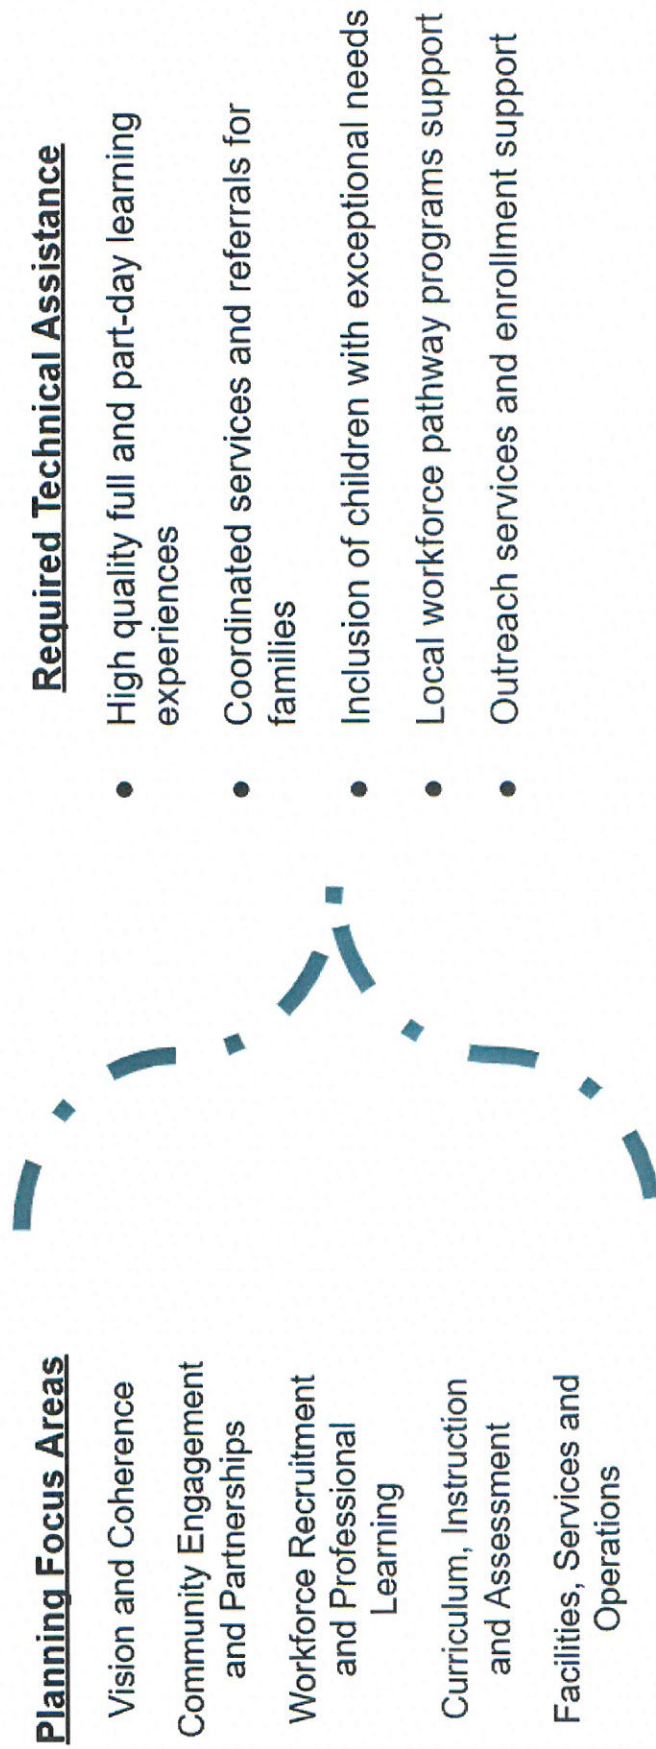 Planning Focus Areas
Vision and Coherence
Community Engagement
and Partnerships
Workforce Recruitment
and Professional
Learning
Curriculum, Instruction
and Assessment
Facilities, Services and
Operations
Required Technical Assistance
• High quality full and part-day learning
experiences
• Coordinated services and referrals for
families
• Inclusion of children with exceptional needs
• Local workforce pathway programs support
• Outreach services and enrollment support